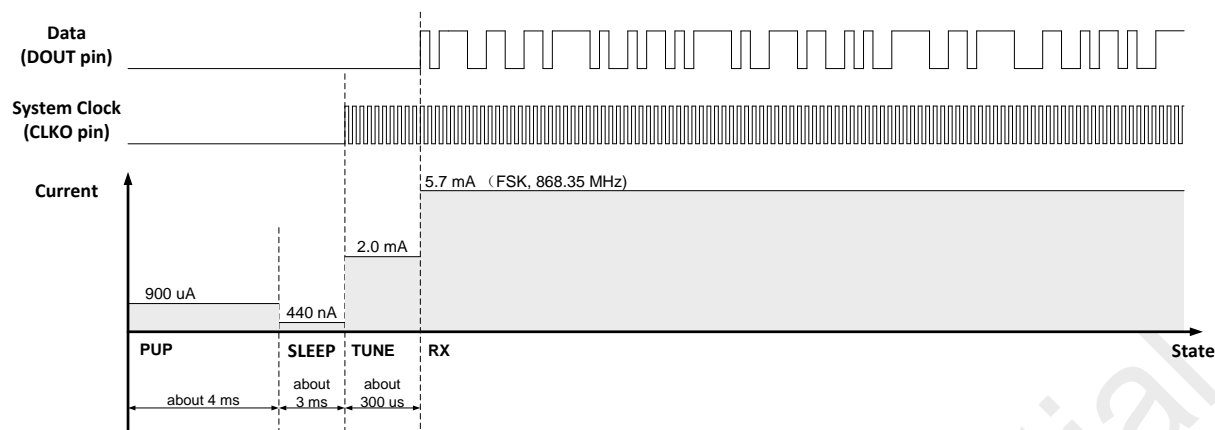 Data
(DOUT pin)
System Clock
(CLKO pin)
Current
5.7 mA （FSK, 868.35 MHz)
2.0 mA
900 uA
440 nA
PUP
SLEEP
TUNE
RX
State
about 4 ms
about
3 ms
about
300 us